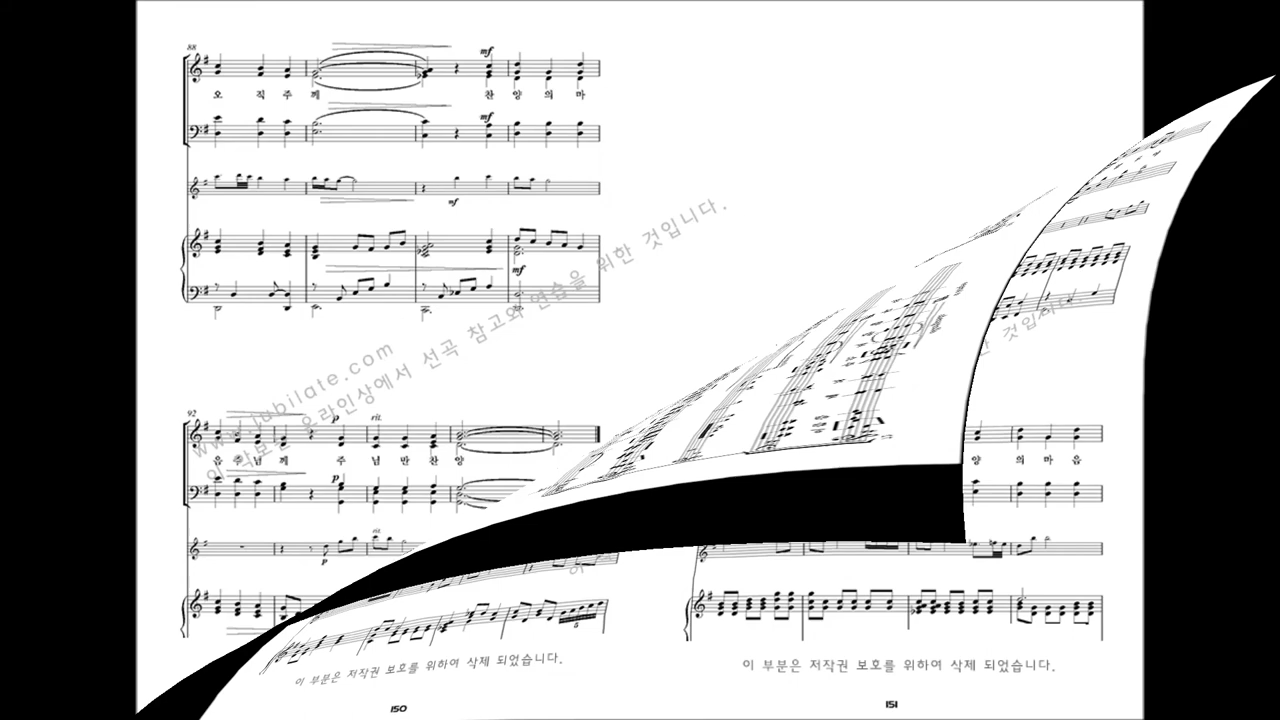 88
mf
오 직 주 께 찬 양 의 마
mf
mf
mf
www.jubilate.com
이 악보는 온라인상에서 선곡 참고와 연습을 위한 것입니다.
92
p
rit.
음 주 님 께 주 님 만 찬 양
p
rit.
p
양 의 마 음
이 부분은 저작권 보호를 위하여 삭제 되었습니다.
이 부분은 저작권 보호를 위하여 삭제 되었습니다.
150
151